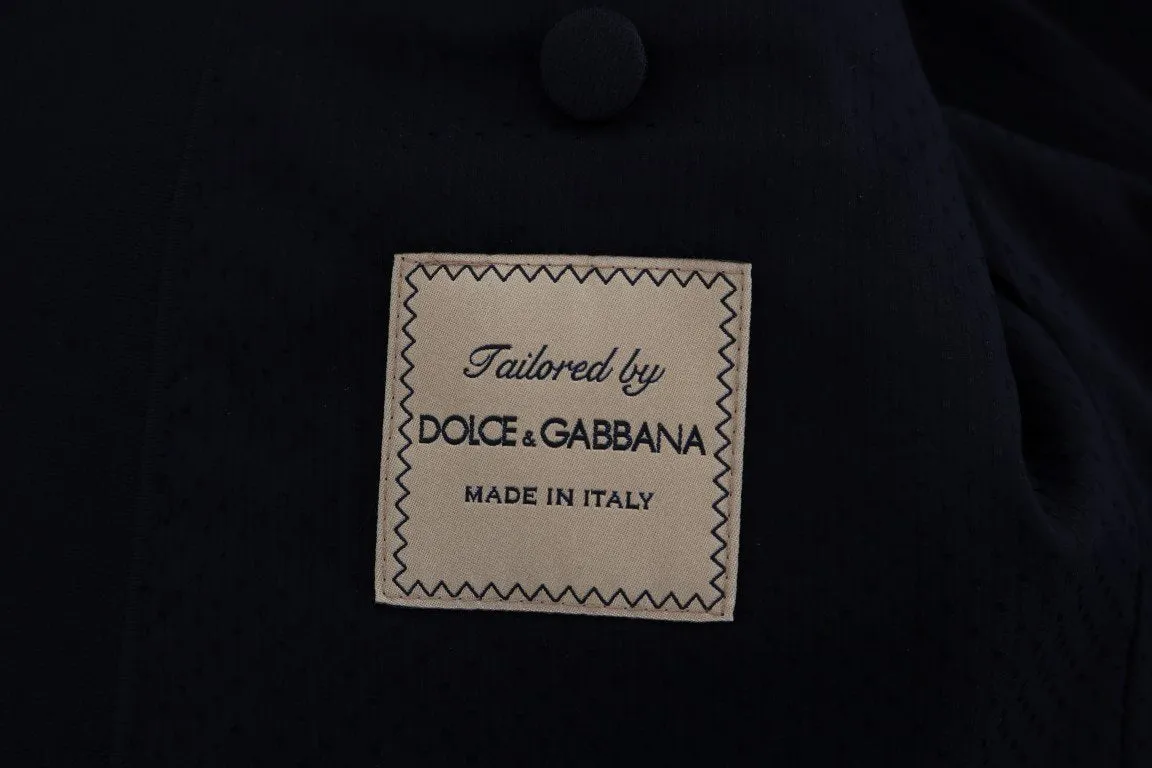 Tailored by
DOLCE & GABBANA
MADE IN ITALY